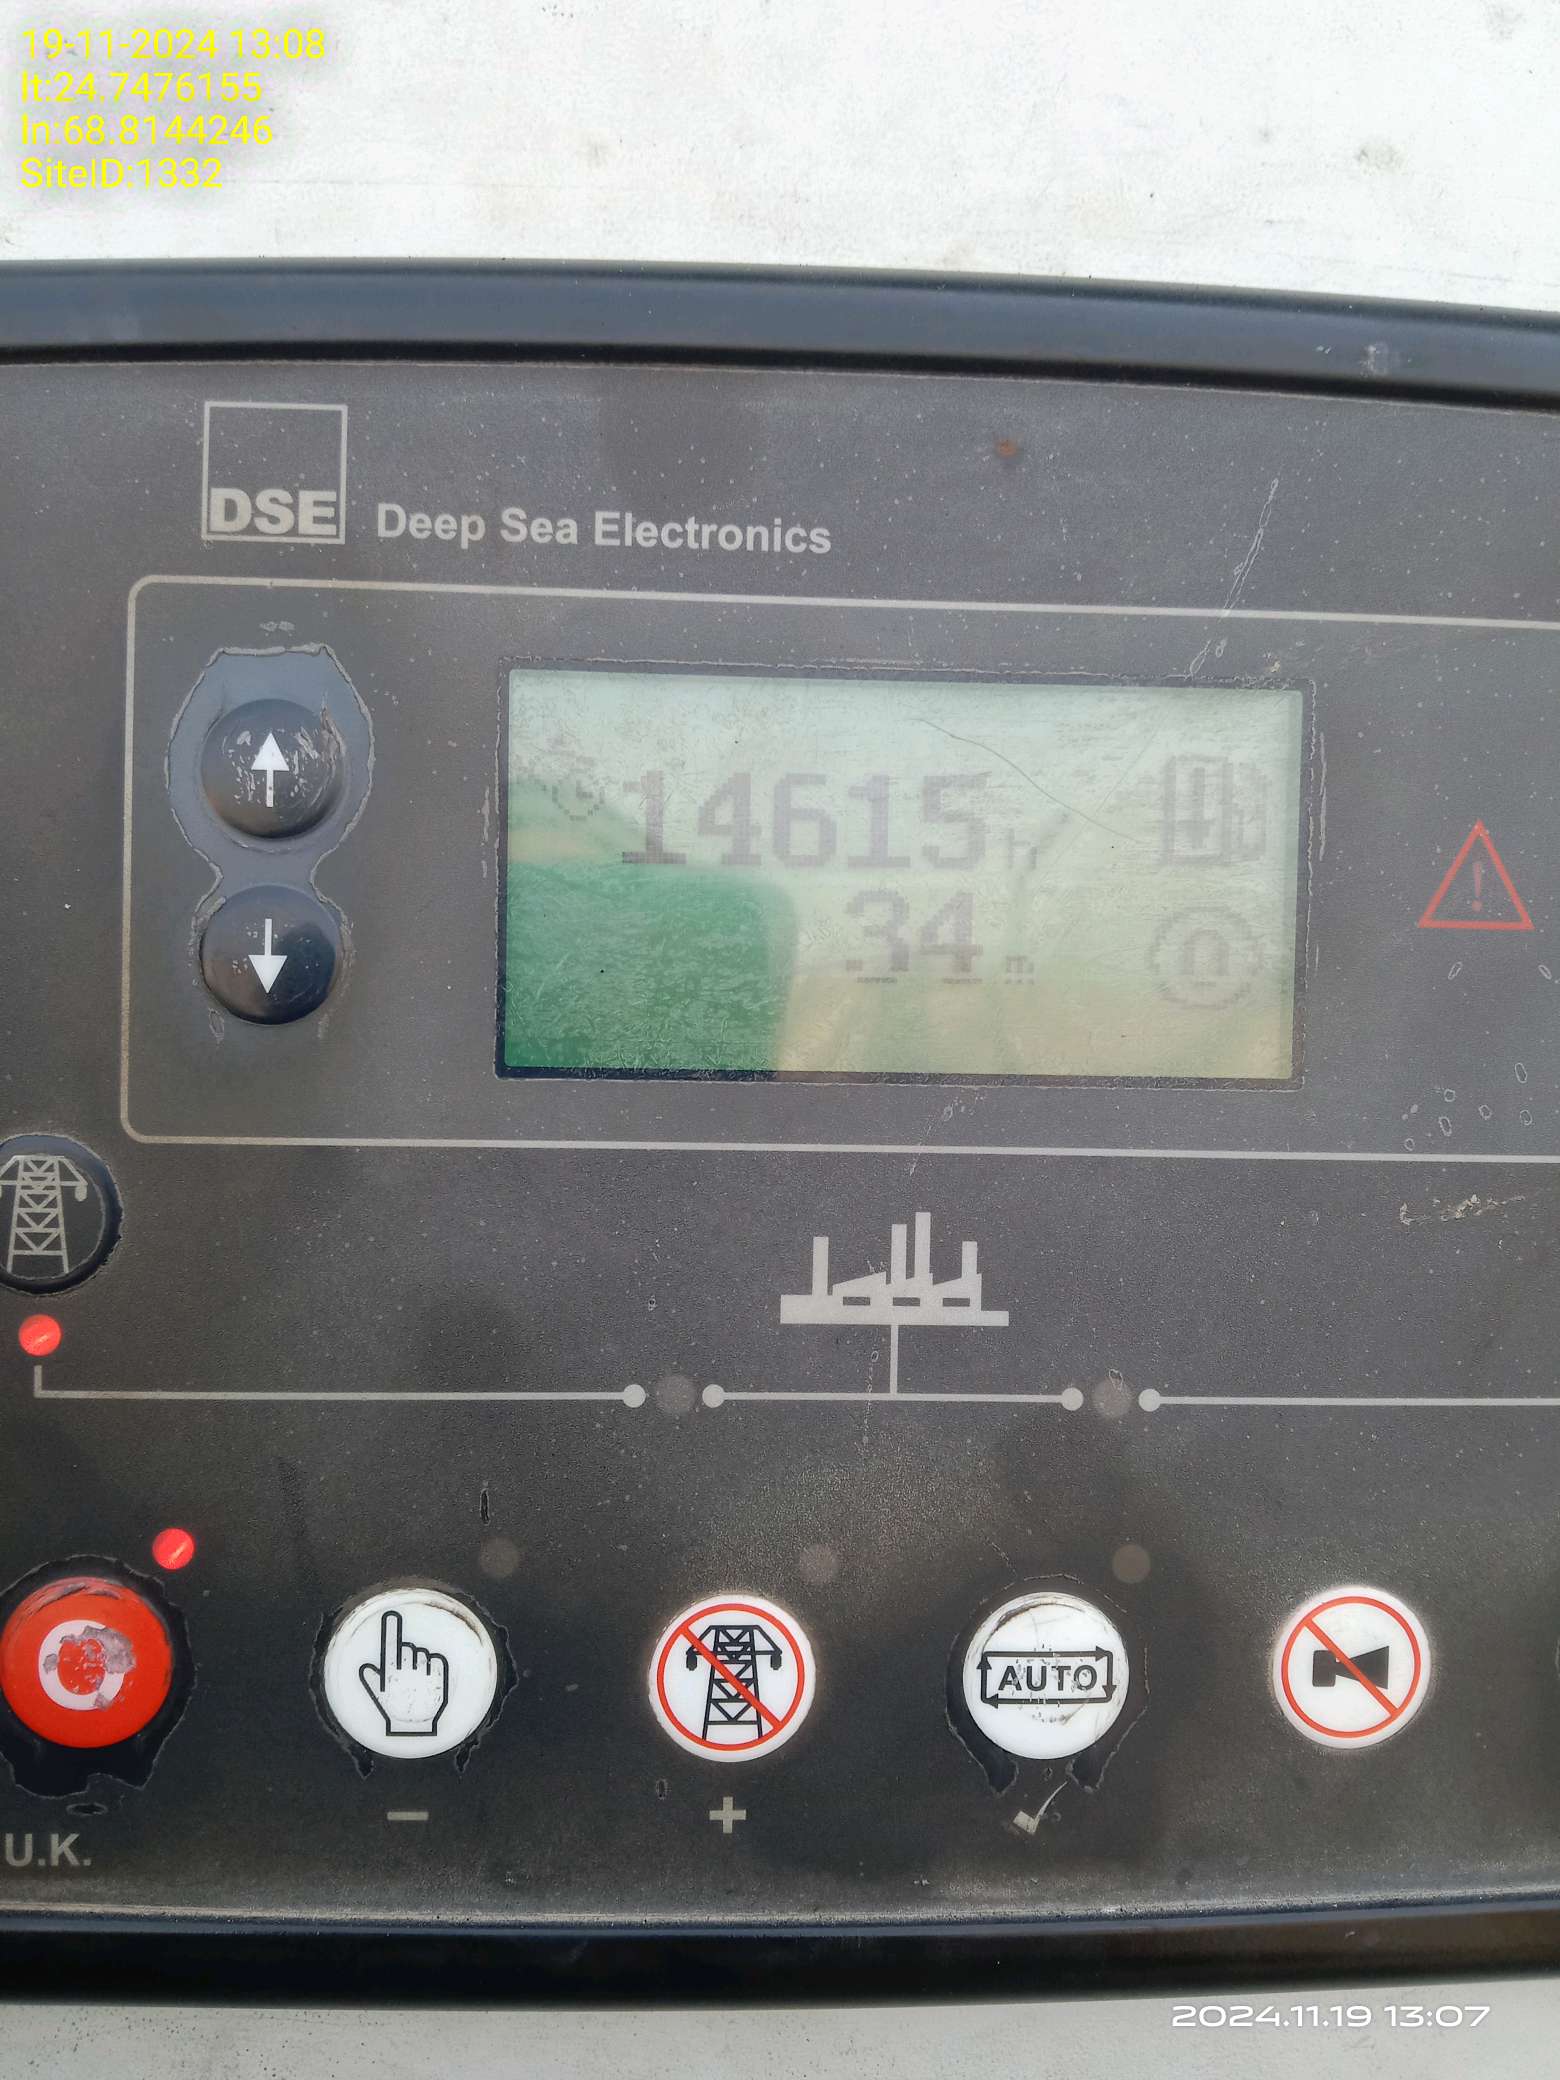 19-11-2024 13:08
lt:24.7476155
ln:68.8144246
SiteID:1332
DSE
Deep Sea Electronics
14615 h
34 m
AUTO
− + ✓
U.K.
2024.11.19 13:07